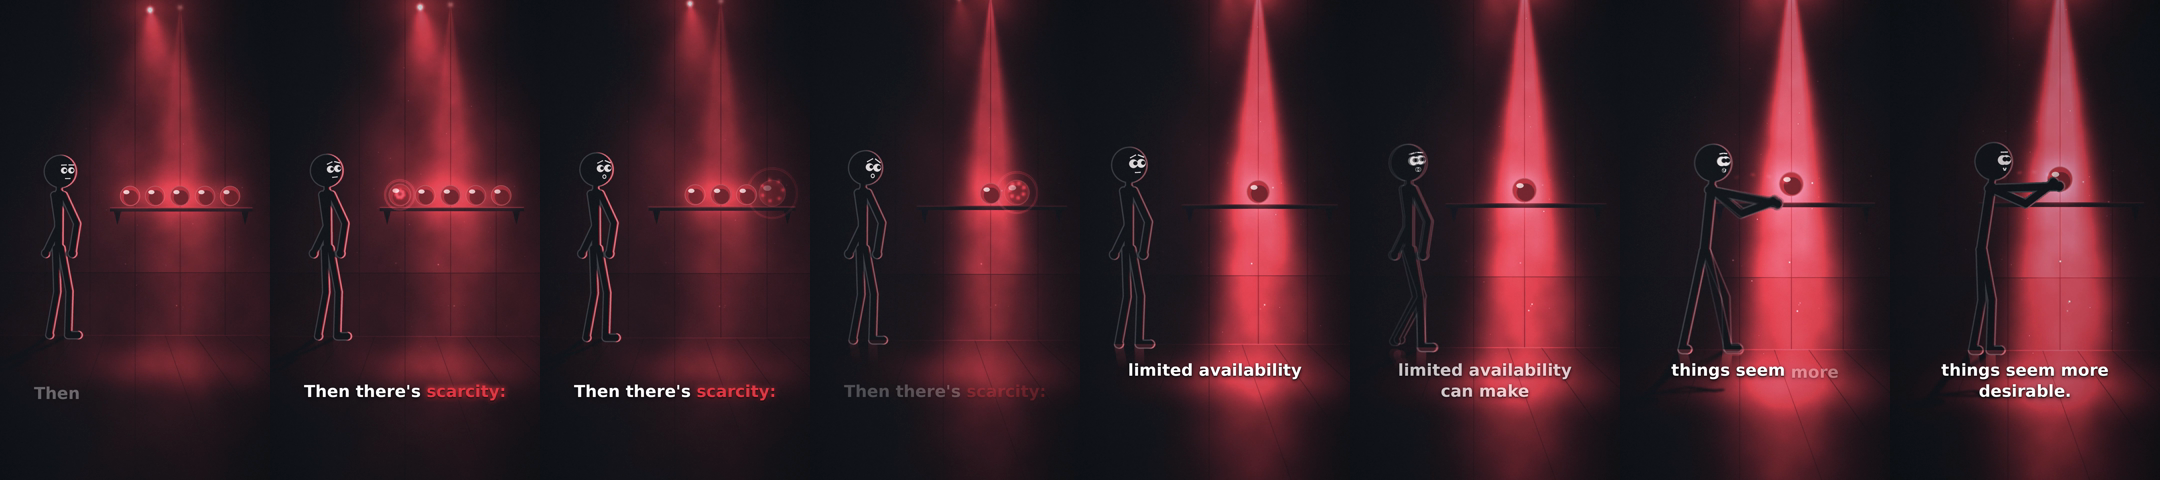 Then
Then there's scarcity:
Then there's scarcity:
Then there's scarcity:
limited availability
limited availability
can make
things seem more
things seem more
desirable.